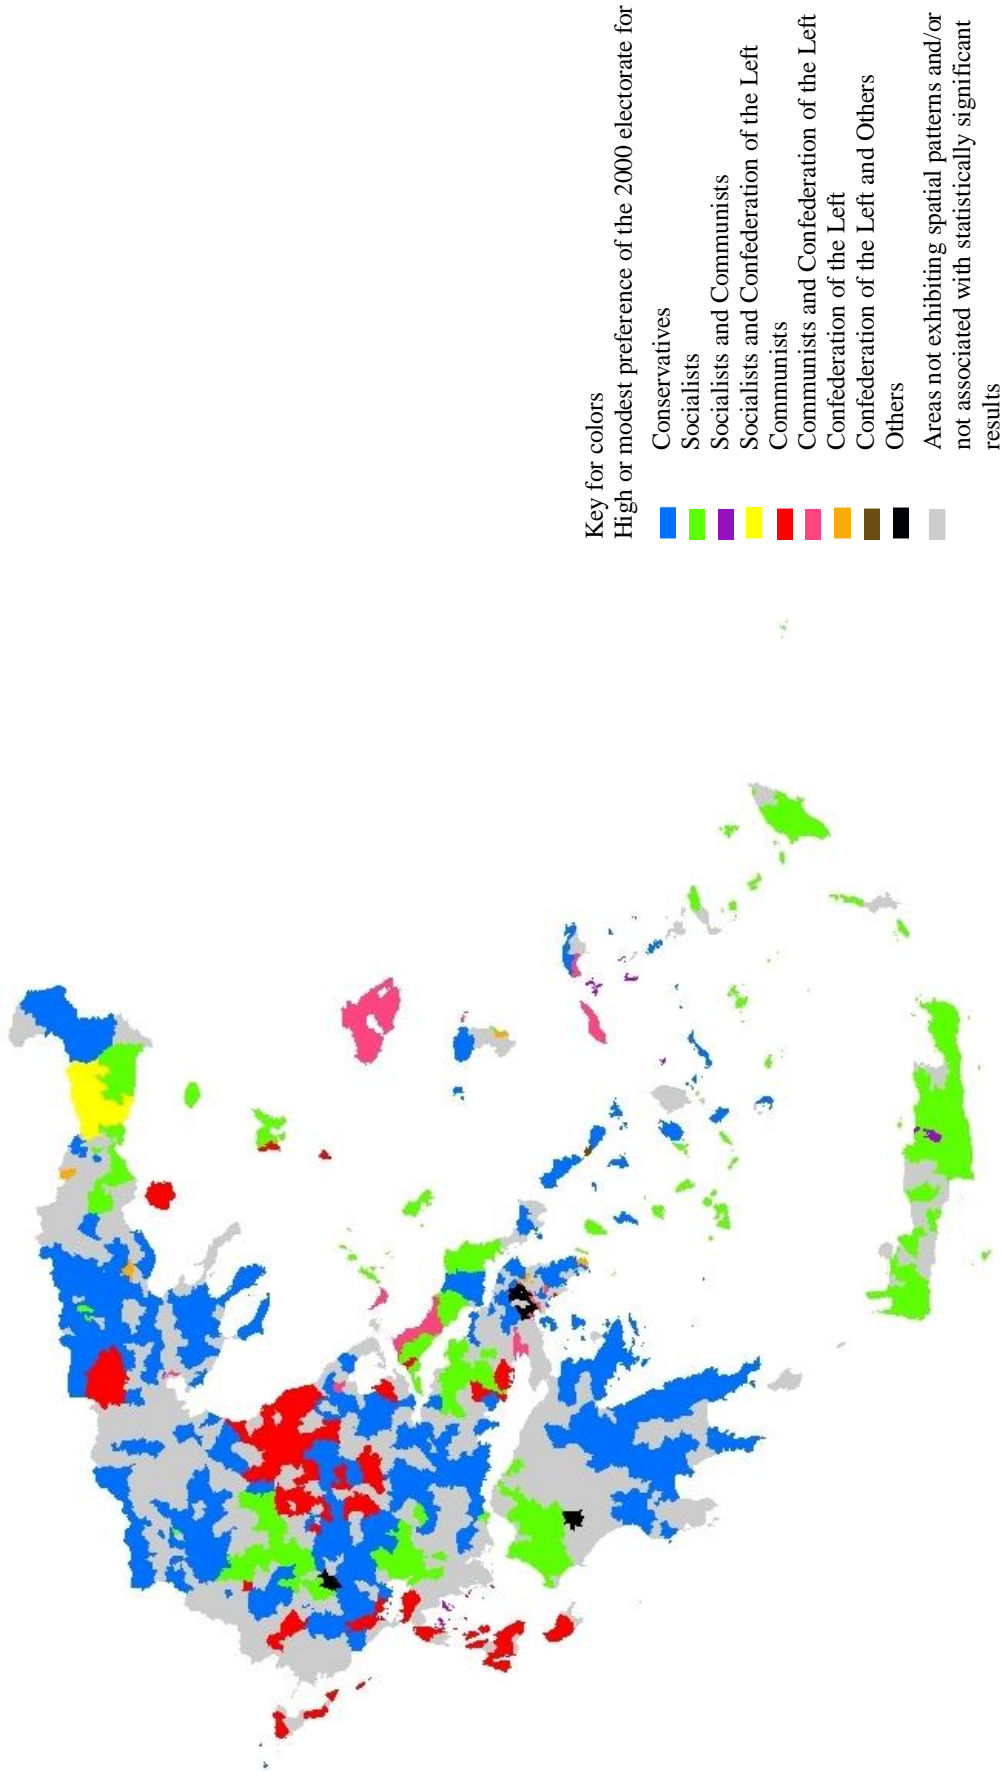 Key for colors
High or modest preference of the 2000 electorate for
Conservatives
Socialists
Socialists and Communists
Socialists and Confederation of the Left
Communists
Communists and Confederation of the Left
Confederation of the Left
Confederation of the Left and Others
Others
Areas not exhibiting spatial patterns and/or
not associated with statistically significant
results